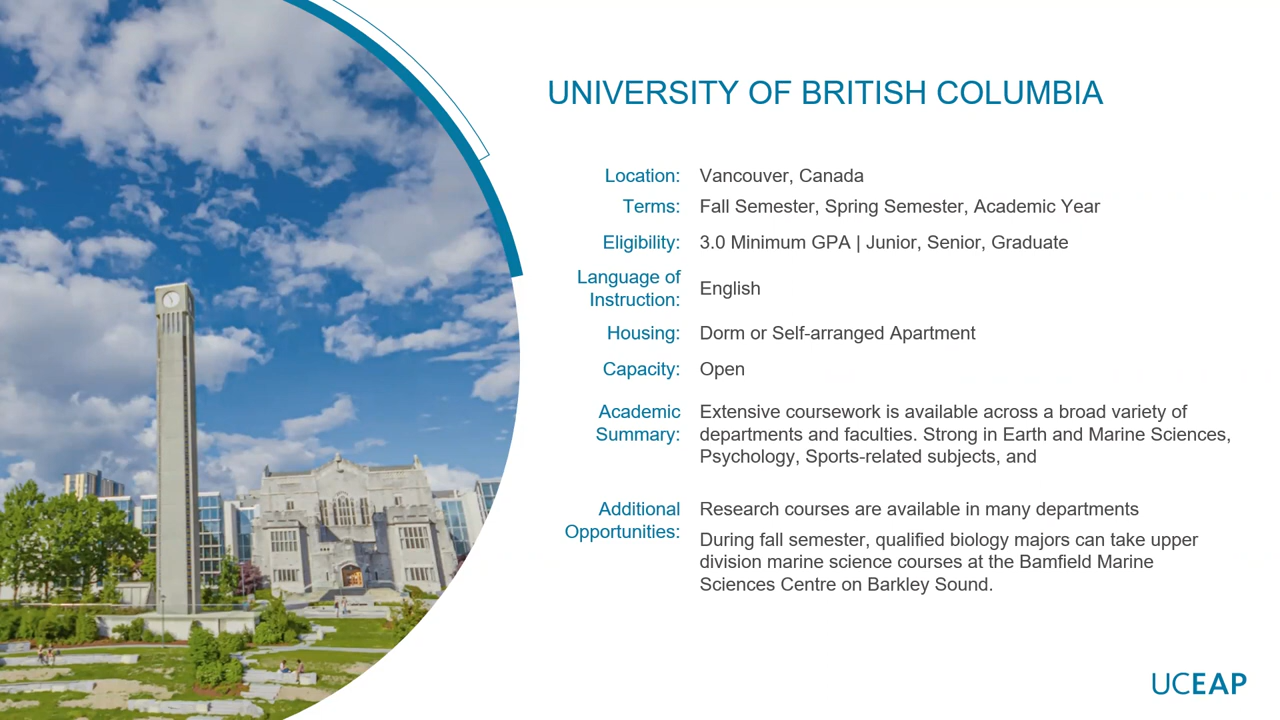 UNIVERSITY OF BRITISH COLUMBIA
Location: Vancouver, Canada
Terms: Fall Semester, Spring Semester, Academic Year
Eligibility: 3.0 Minimum GPA | Junior, Senior, Graduate
Language of
Instruction: English
Housing: Dorm or Self-arranged Apartment
Capacity: Open
Academic
Summary:
Extensive coursework is available across a broad variety of
departments and faculties. Strong in Earth and Marine Sciences,
Psychology, Sports-related subjects, and
Additional
Opportunities:
Research courses are available in many departments
During fall semester, qualified biology majors can take upper
division marine science courses at the Bamfield Marine
Sciences Centre on Barkley Sound.
UCEAP